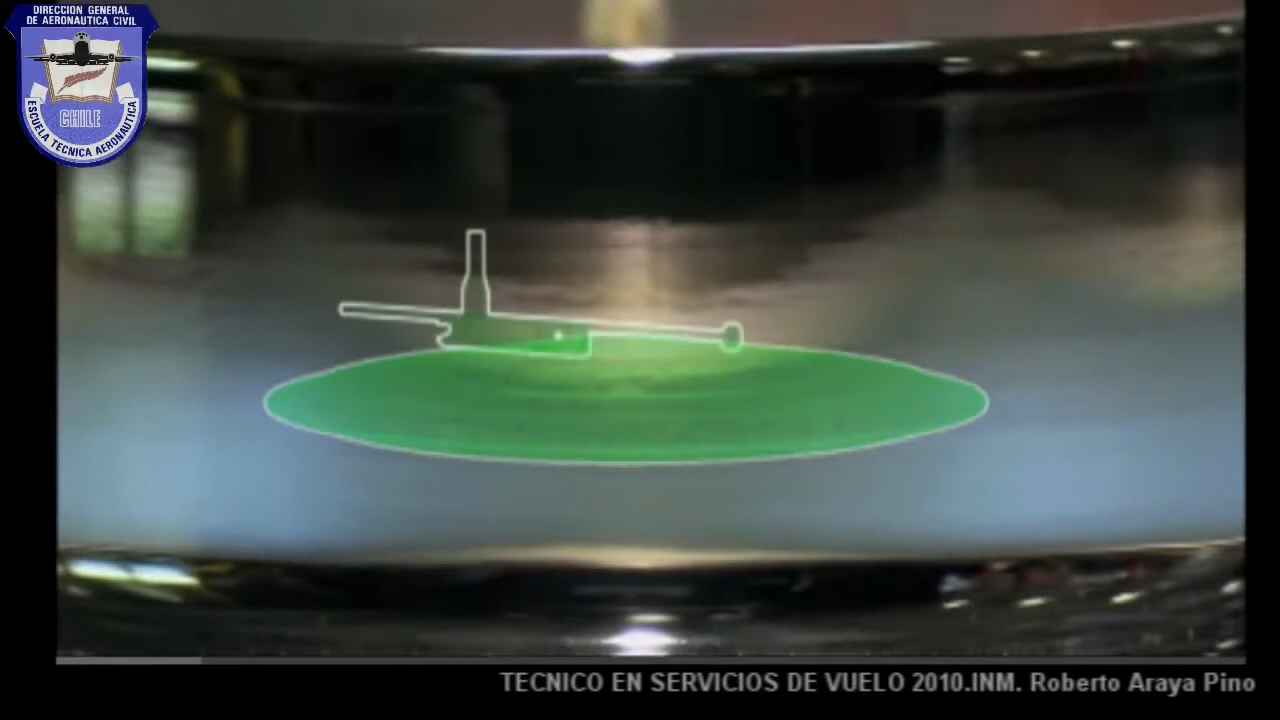 DIRECCION GENERAL
DE AERONAUTICA CIVIL
CHILE
ESCUELA TECNICA AERONAUTICA
TECNICO EN SERVICIOS DE VUELO 2010.INM. Roberto Araya Pino